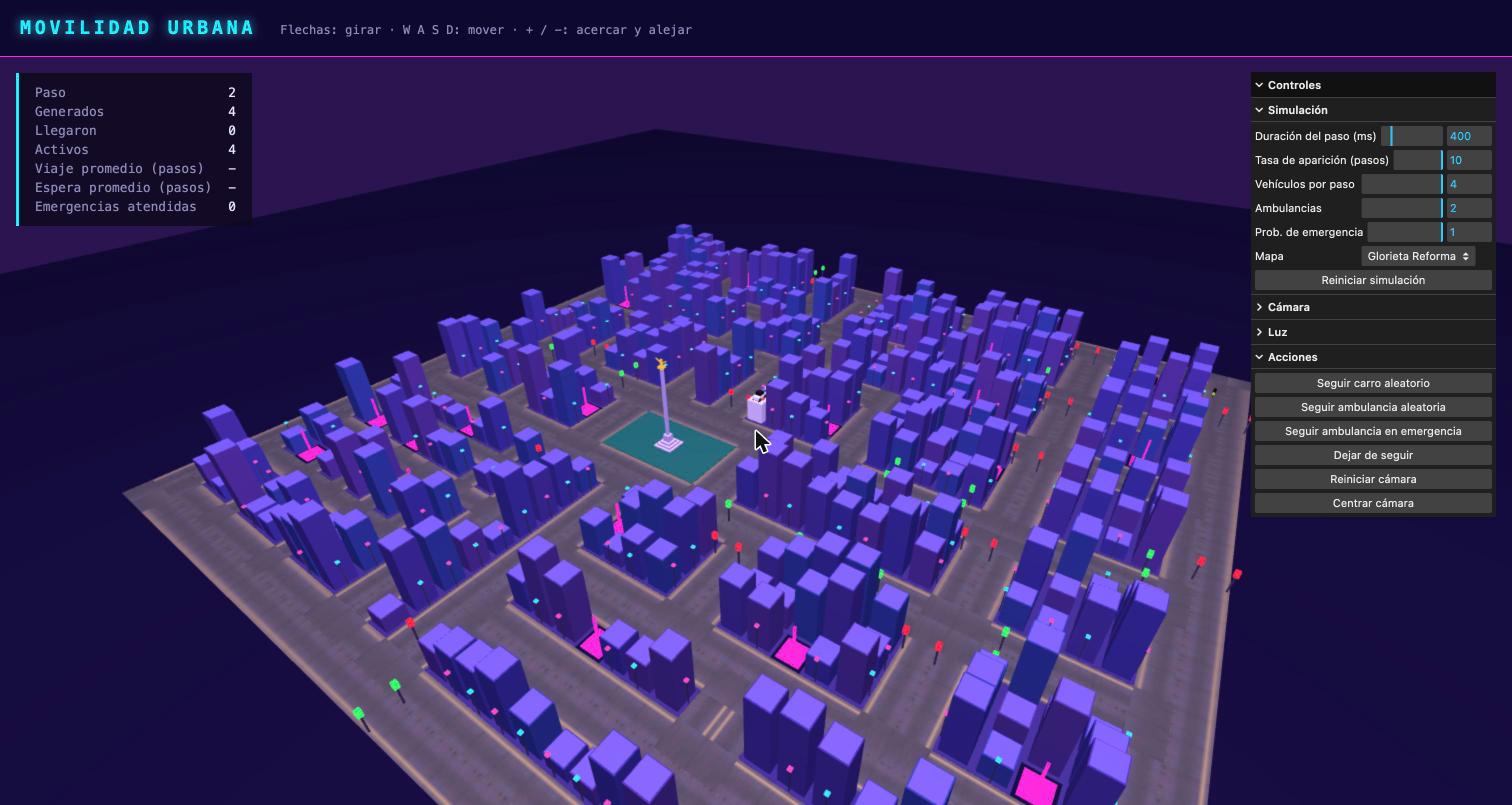 MOVILIDAD URBANA
Flechas: girar · W A S D: mover · + / −: acercar y alejar
Paso 2
Generados 4
Llegaron 0
Activos 4
Viaje promedio (pasos) —
Espera promedio (pasos) —
Emergencias atendidas 0
Controles
Simulación
Duración del paso (ms) 400
Tasa de aparición (pasos) 10
Vehículos por paso 4
Ambulancias 2
Prob. de emergencia 1
Mapa Glorieta Reforma
Reiniciar simulación
Cámara
Luz
Acciones
Seguir carro aleatorio
Seguir ambulancia aleatoria
Seguir ambulancia en emergencia
Dejar de seguir
Reiniciar cámara
Centrar cámara